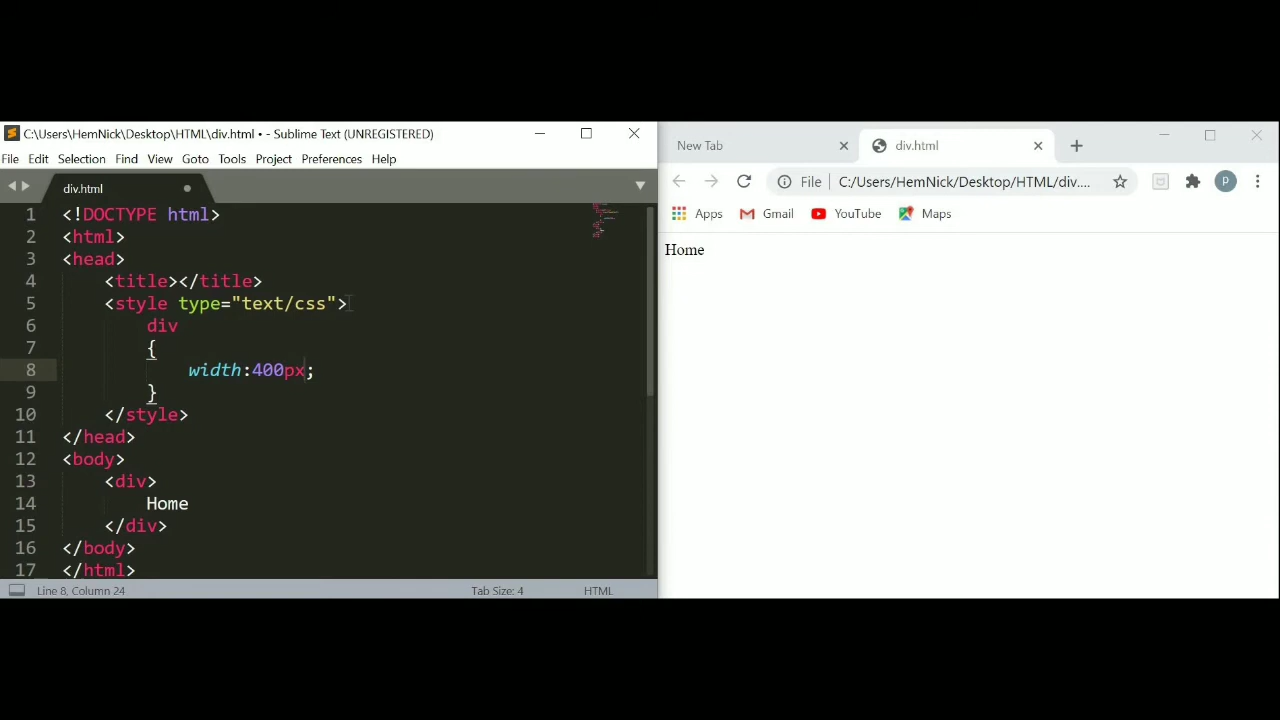 C:\Users\HemNick\Desktop\HTML\div.html • - Sublime Text (UNREGISTERED)
File Edit Selection Find View Goto Tools Project Preferences Help
div.html
1 <!DOCTYPE html>
2 <html>
3 <head>
4 <title></title>
5 <style type="text/css">
6 div
7 {
8 width:400px;
9 }
10 </style>
11 </head>
12 <body>
13 <div>
14 Home
15 </div>
16 </body>
17 </html>
Line 8, Column 24 Tab Size: 4 HTML
New Tab div.html
File C:/Users/HemNick/Desktop/HTML/div.... P
Apps Gmail YouTube Maps
Home